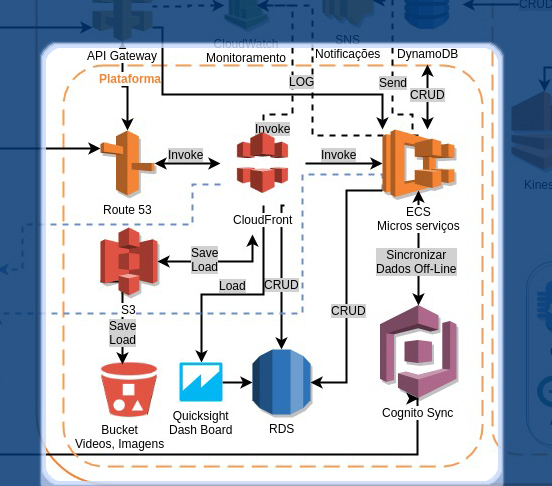 CloudWatch
SNS
CRUD
API Gateway
Monitoramento
Notificações
DynamoDB
Plataforma
LOG
Send
CRUD
Invoke
Invoke
Invoke
Route 53
CloudFront
ECS
Micros serviços
Save
Load
Sincronizar
Dados Off-Line
Load
CRUD
S3
Save
Load
CRUD
Quicksight
Dash Board
RDS
Cognito Sync
Bucket
Videos, Imagens